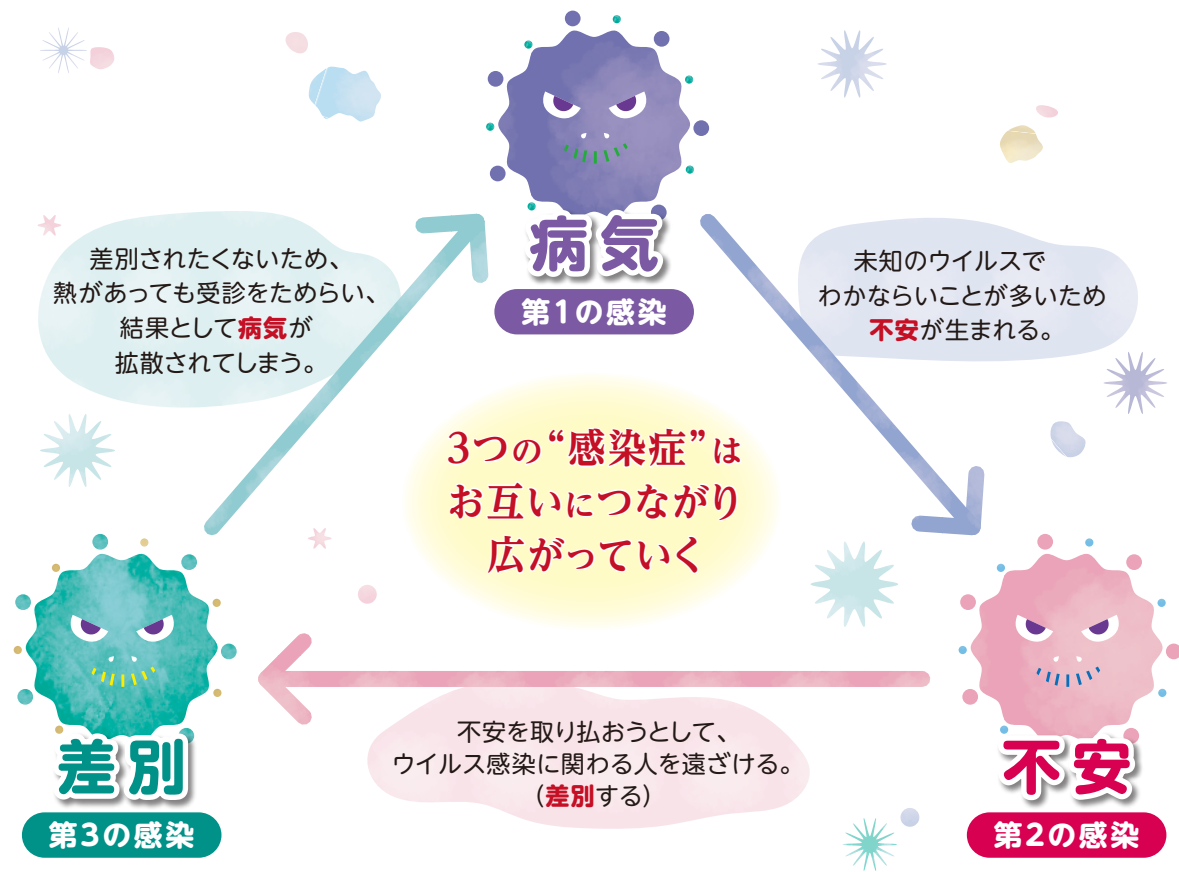 病気
第1の感染
差別されたくないため、
熱があっても受診をためらい、
結果として病気が
拡散されてしまう。
未知のウイルスで
わかならいことが多いため
不安が生まれる。
3つの“感染症”は
お互いにつながり
広がっていく
差別
第3の感染
不安を取り払おうとして、
ウイルス感染に関わる人を遠ざける。
(差別する)
不安
第2の感染